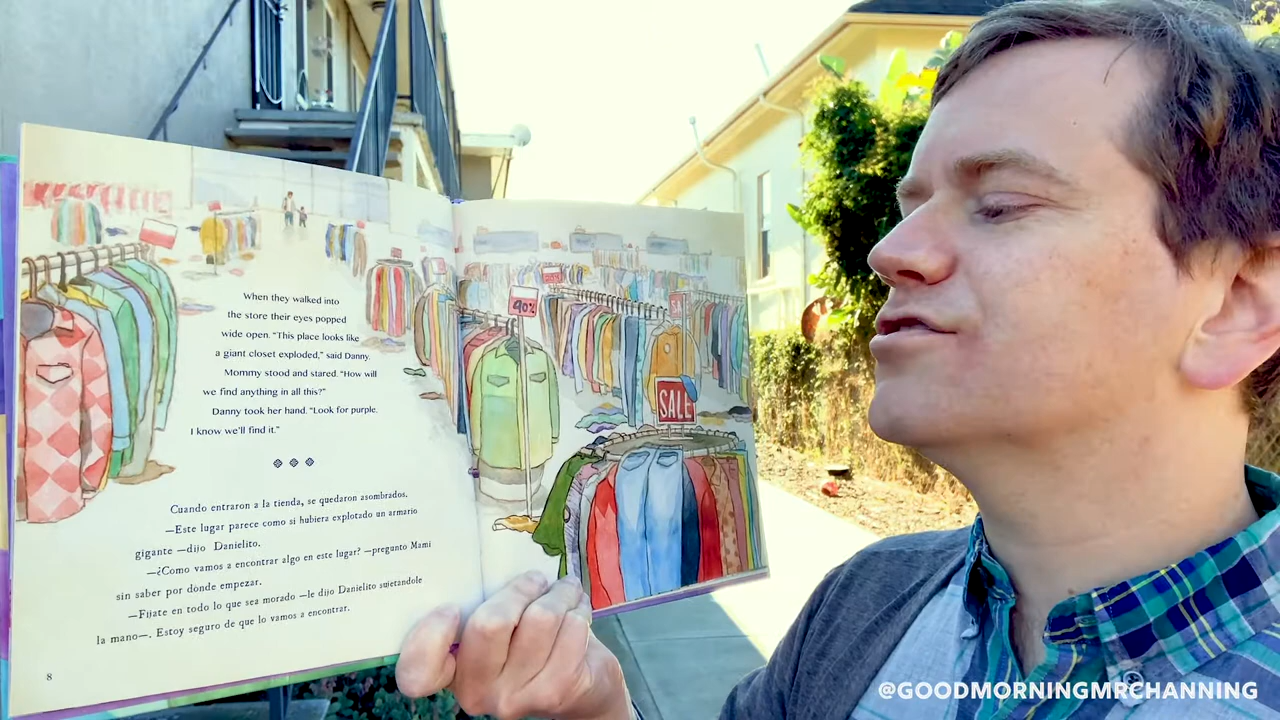 When they walked into
the store their eyes popped
wide open. “This place looks like
a giant closet exploded,” said Danny.
Mommy stood and stared. “How will
we find anything in all this?”
Danny took her hand. “Look for purple.
I know we’ll find it.”
Cuando entraron a la tienda, se quedaron asombrados.
—Este lugar parece como si hubiera explotado un armario
gigante —dijo Danielito.
—¿Como vamos a encontrar algo en este lugar? —pregunto Mami
sin saber por dònde empezar.
—Fíjate en todo lo que sea morado —le dijo Danielito sujetandole
la mano—. Estoy seguro de que lo vamos a encontrar.
8
90%
SALE
@GOODMORNINGMRCHANNING